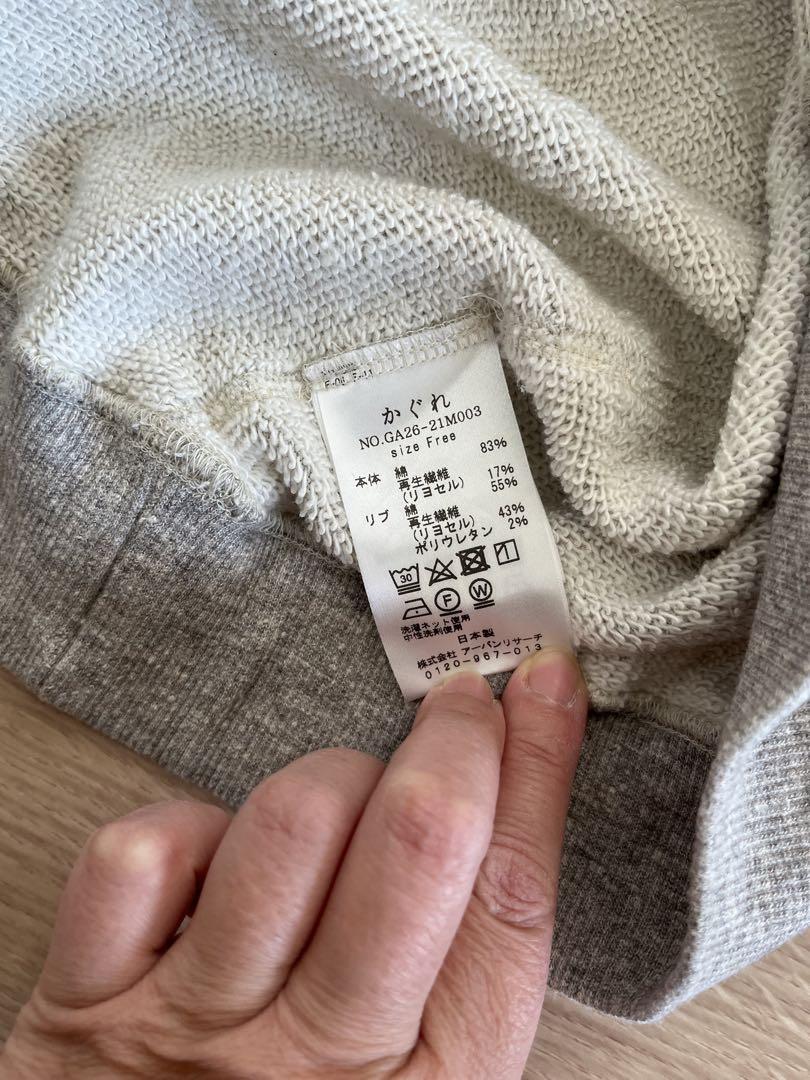 かぐれ
NO.GA26-21M003
size Free
本体 綿 83%
再生繊維 17%
(リヨセル)
リブ 綿 55%
再生繊維 43%
(リヨセル)
ポリウレタン 2%
30
F W
洗濯ネット使用
中性洗剤使用
日本製
株式会社 アーバンリサーチ
0120-967-013